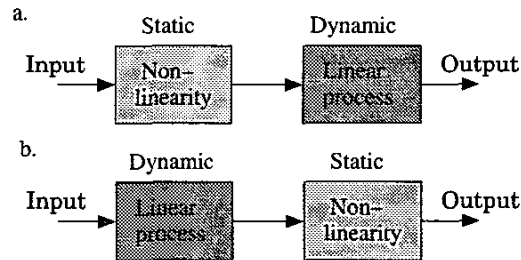 a.
Static Dynamic
Input Non- Linear Output
linearity process
b.
Dynamic Static
Input Linear Non- Output
process linearity